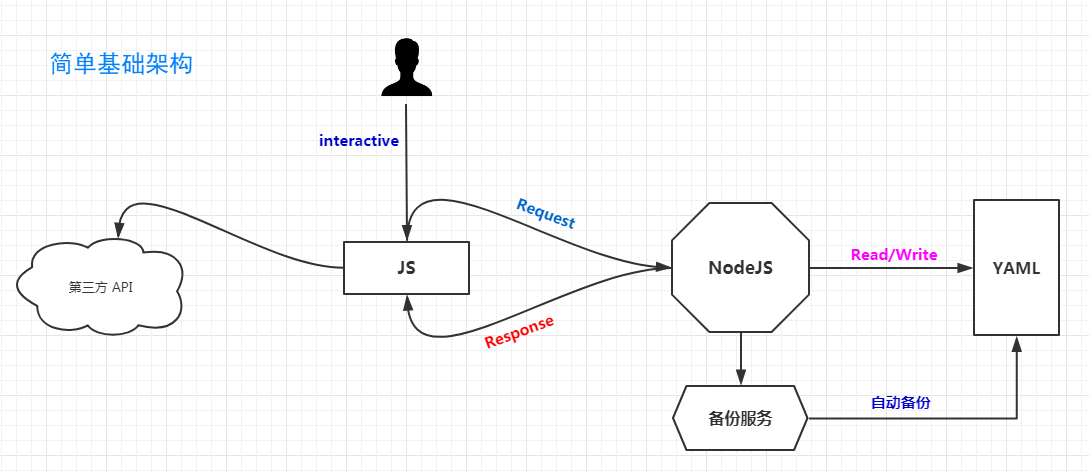 简单基础架构
interactive
Request
第三方 API
JS
NodeJS
Read/Write
YAML
Response
备份服务
自动备份